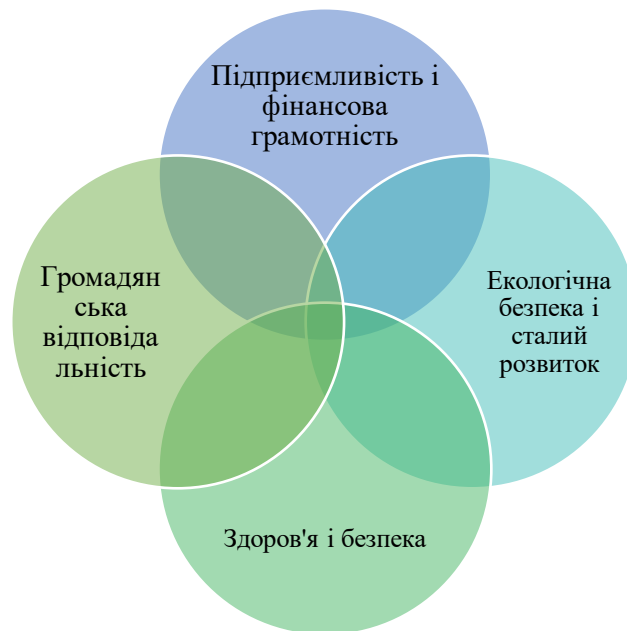 Підприємливість і
фінансова
грамотність
Громадян
ська
відповіда
льність
Екологічна
безпека і
сталий
розвиток
Здоров'я і безпека